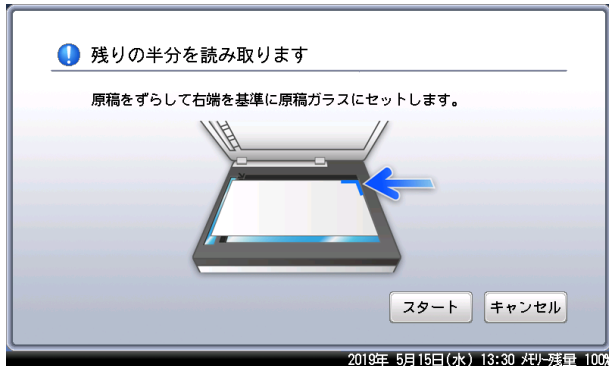 残りの半分を読み取ります
原稿をずらして右端を基準に原稿ガラスにセットします。
スタート
キャンセル
2019年 5月15日(水) 13:30 ﾒﾓﾘｰ残量 100%